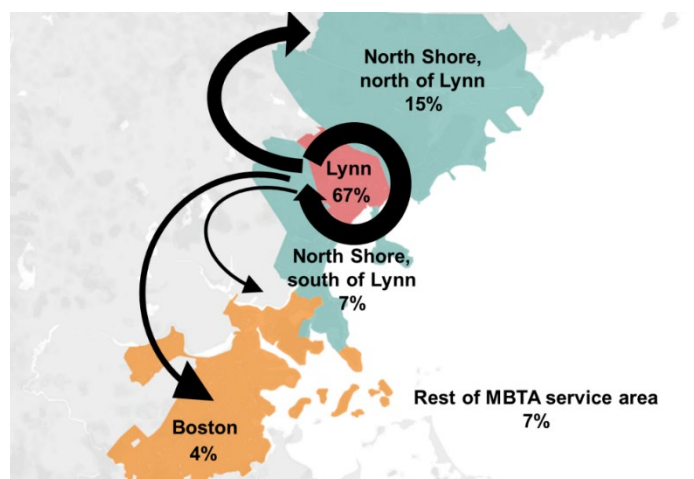 North Shore,
north of Lynn
15%
Lynn
67%
North Shore,
south of Lynn
7%
Rest of MBTA service area
7%
Boston
4%